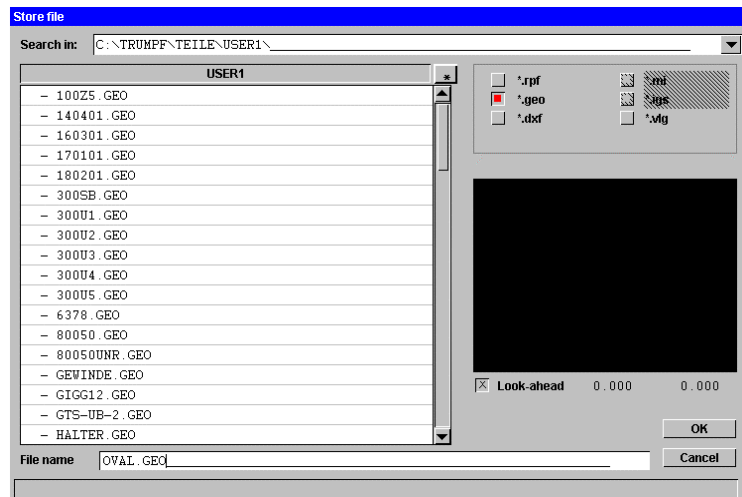 Store file
Search in: C:\TRUMPF\TEILE\USER1\
USER1 *
- 100Z5.GEO
- 140401.GEO
- 160301.GEO
- 170101.GEO
- 180201.GEO
- 300SB.GEO
- 300U1.GEO
- 300U2.GEO
- 300U3.GEO
- 300U4.GEO
- 300U5.GEO
- 6378.GEO
- 80050.GEO
- 80050UNR.GEO
- GEWINDE.GEO
- GIGG12.GEO
- GTS-UB-2.GEO
- HALTER.GEO
*.rpf *.mi
*.geo *.igs
*.dxf *.vlg
X Look-ahead 0.000 0.000
OK
File name OVAL.GEO
Cancel